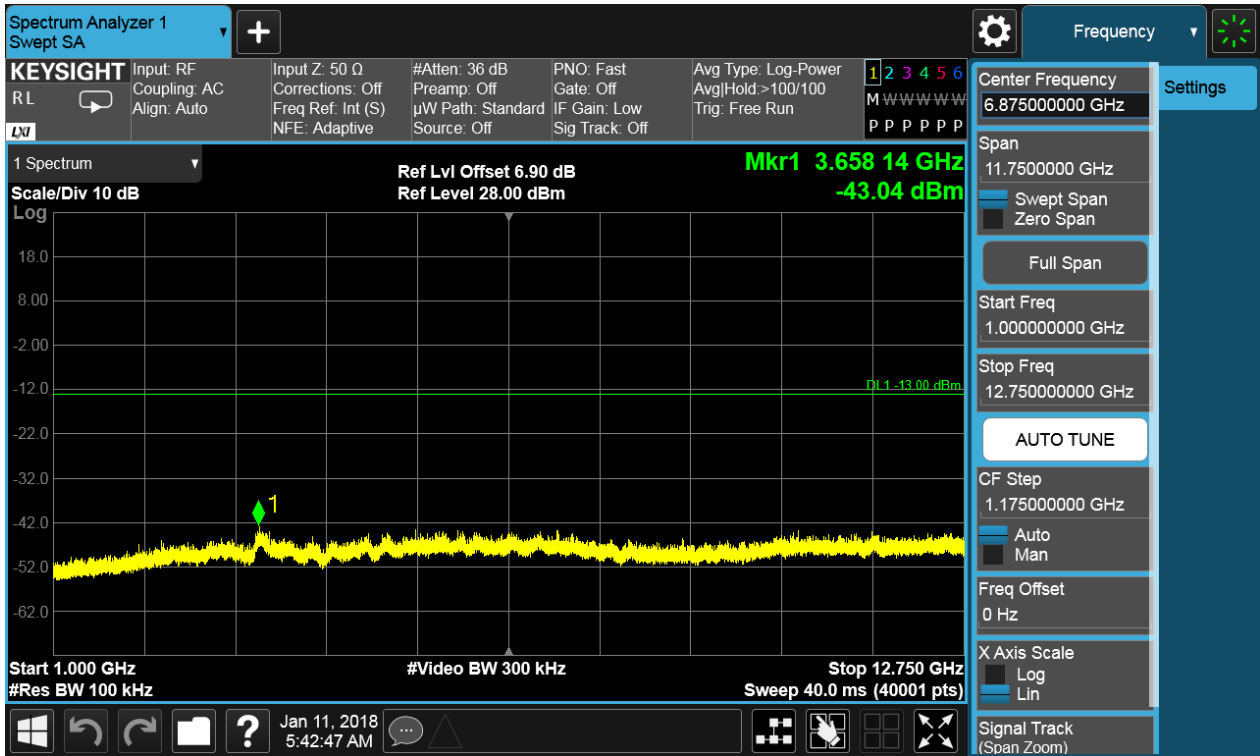 Spectrum Analyzer 1
Swept SA
+
Frequency
KEYSIGHT
R L
LXI
Input: RF
Coupling: AC
Align: Auto
Input Z: 50 Ω
Corrections: Off
Freq Ref: Int (S)
NFE: Adaptive
#Atten: 36 dB
Preamp: Off
µW Path: Standard
Source: Off
PNO: Fast
Gate: Off
IF Gain: Low
Sig Track: Off
Avg Type: Log-Power
Avg|Hold:>100/100
Trig: Free Run
1 2 3 4 5 6
M W W W W W
P P P P P P
1 Spectrum
Scale/Div 10 dB
Log
Ref Lvl Offset 6.90 dB
Ref Level 28.00 dBm
Mkr1 3.658 14 GHz
-43.04 dBm
18.0
8.00
-2.00
-12.0
-22.0
-32.0
-42.0
-52.0
-62.0
DL1 -13.00 dBm
1
Start 1.000 GHz
#Res BW 100 kHz
#Video BW 300 kHz
Stop 12.750 GHz
Sweep 40.0 ms (40001 pts)
Center Frequency
6.875000000 GHz
Span
11.7500000 GHz
Swept Span
Zero Span
Full Span
Start Freq
1.000000000 GHz
Stop Freq
12.750000000 GHz
AUTO TUNE
CF Step
1.175000000 GHz
Auto
Man
Freq Offset
0 Hz
X Axis Scale
Log
Lin
Signal Track
(Span Zoom)
Settings
?
Jan 11, 2018
5:42:47 AM